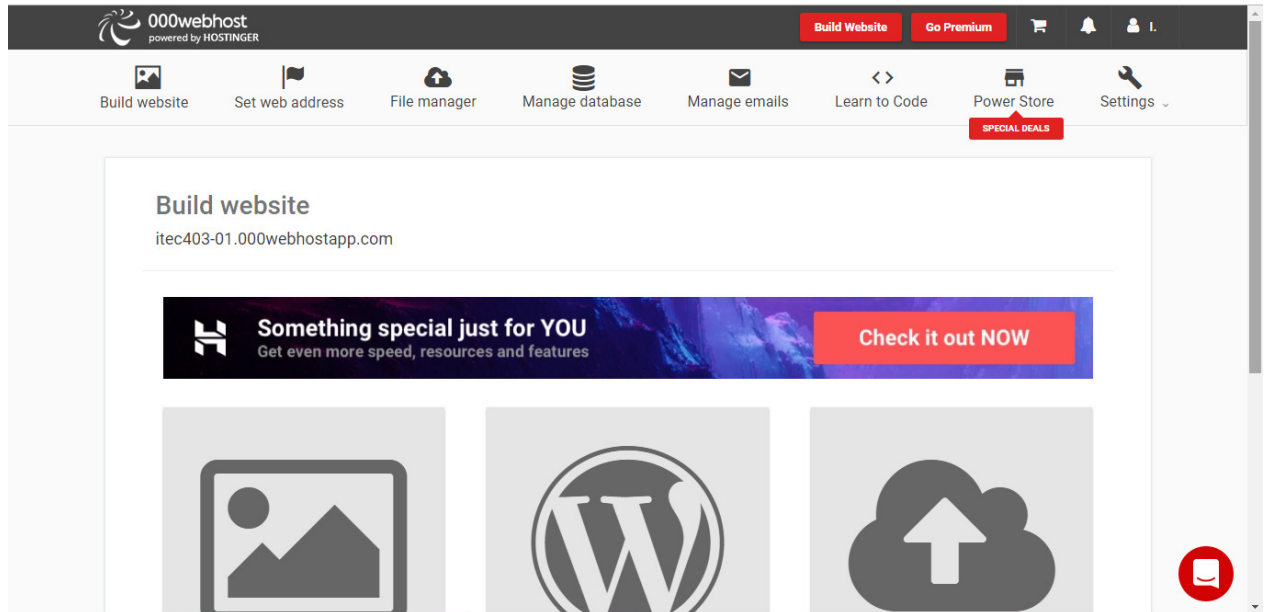 000webhost
powered by HOSTINGER
Build Website
Go Premium
I.
Build website
Set web address
File manager
Manage database
Manage emails
Learn to Code
Power Store
Settings
SPECIAL DEALS
Build website
itec403-01.000webhostapp.com
Something special just for YOU
Get even more speed, resources and features
Check it out NOW